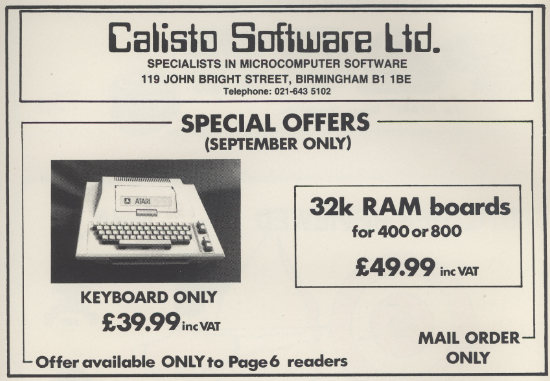 Calisto Software Ltd.
SPECIALISTS IN MICROCOMPUTER SOFTWARE
119 JOHN BRIGHT STREET, BIRMINGHAM B1 1BE
Telephone: 021-643 5102
SPECIAL OFFERS
(SEPTEMBER ONLY)
ATARI
KEYBOARD ONLY
£39.99 inc VAT
32k RAM boards
for 400 or 800
£49.99 inc VAT
MAIL ORDER
ONLY
Offer available ONLY to Page 6 readers